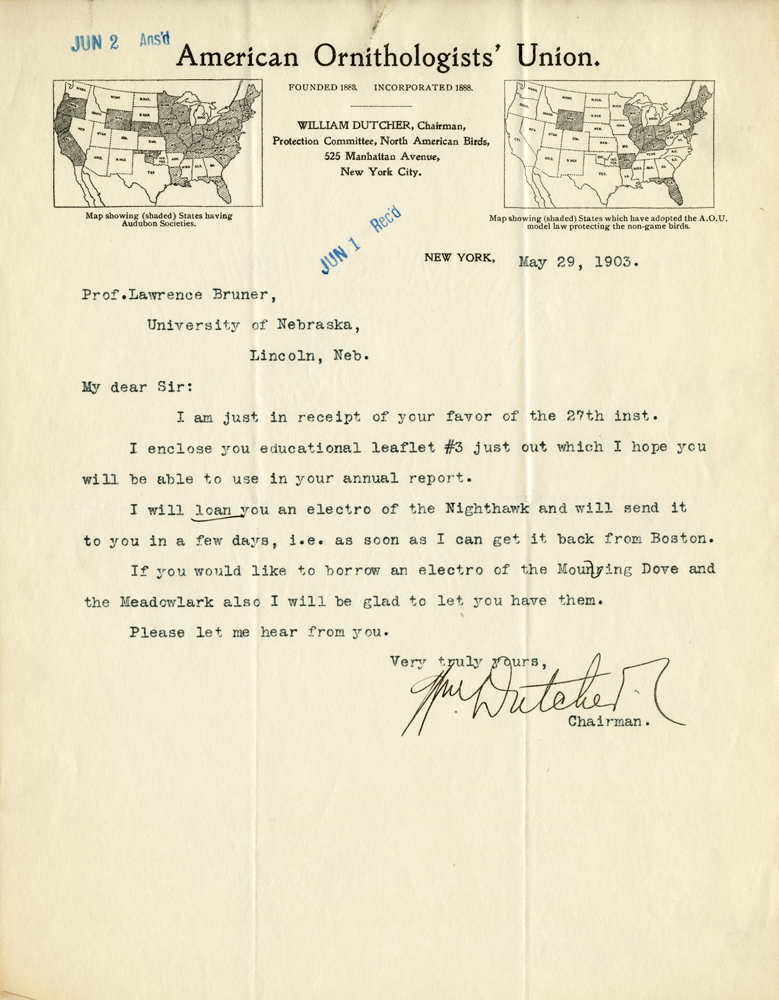 JUN 2 Ans'd
American Ornithologists' Union.
FOUNDED 1883. INCORPORATED 1888.
WILLIAM DUTCHER, Chairman,
Protection Committee, North American Birds,
525 Manhattan Avenue,
New York City.
Map showing (shaded) States having
Audubon Societies.
Map showing (shaded) States which have adopted the A.O.U.
model law protecting the non-game birds.
JUN 1 Rec'd
NEW YORK, May 29, 1903.
Prof.Lawrence Bruner,
University of Nebraska,
Lincoln, Neb.
My dear Sir:
I am just in receipt of your favor of the 27th inst.
I enclose you educational leaflet #3 just out which I hope you
will be able to use in your annual report.
I will loan you an electro of the Nighthawk and will send it
to you in a few days, i.e. as soon as I can get it back from Boston.
If you would like to borrow an electro of the Mourning Dove and
the Meadowlark also I will be glad to let you have them.
Please let me hear from you.
Very truly yours,
Wm Dutcher
Chairman.